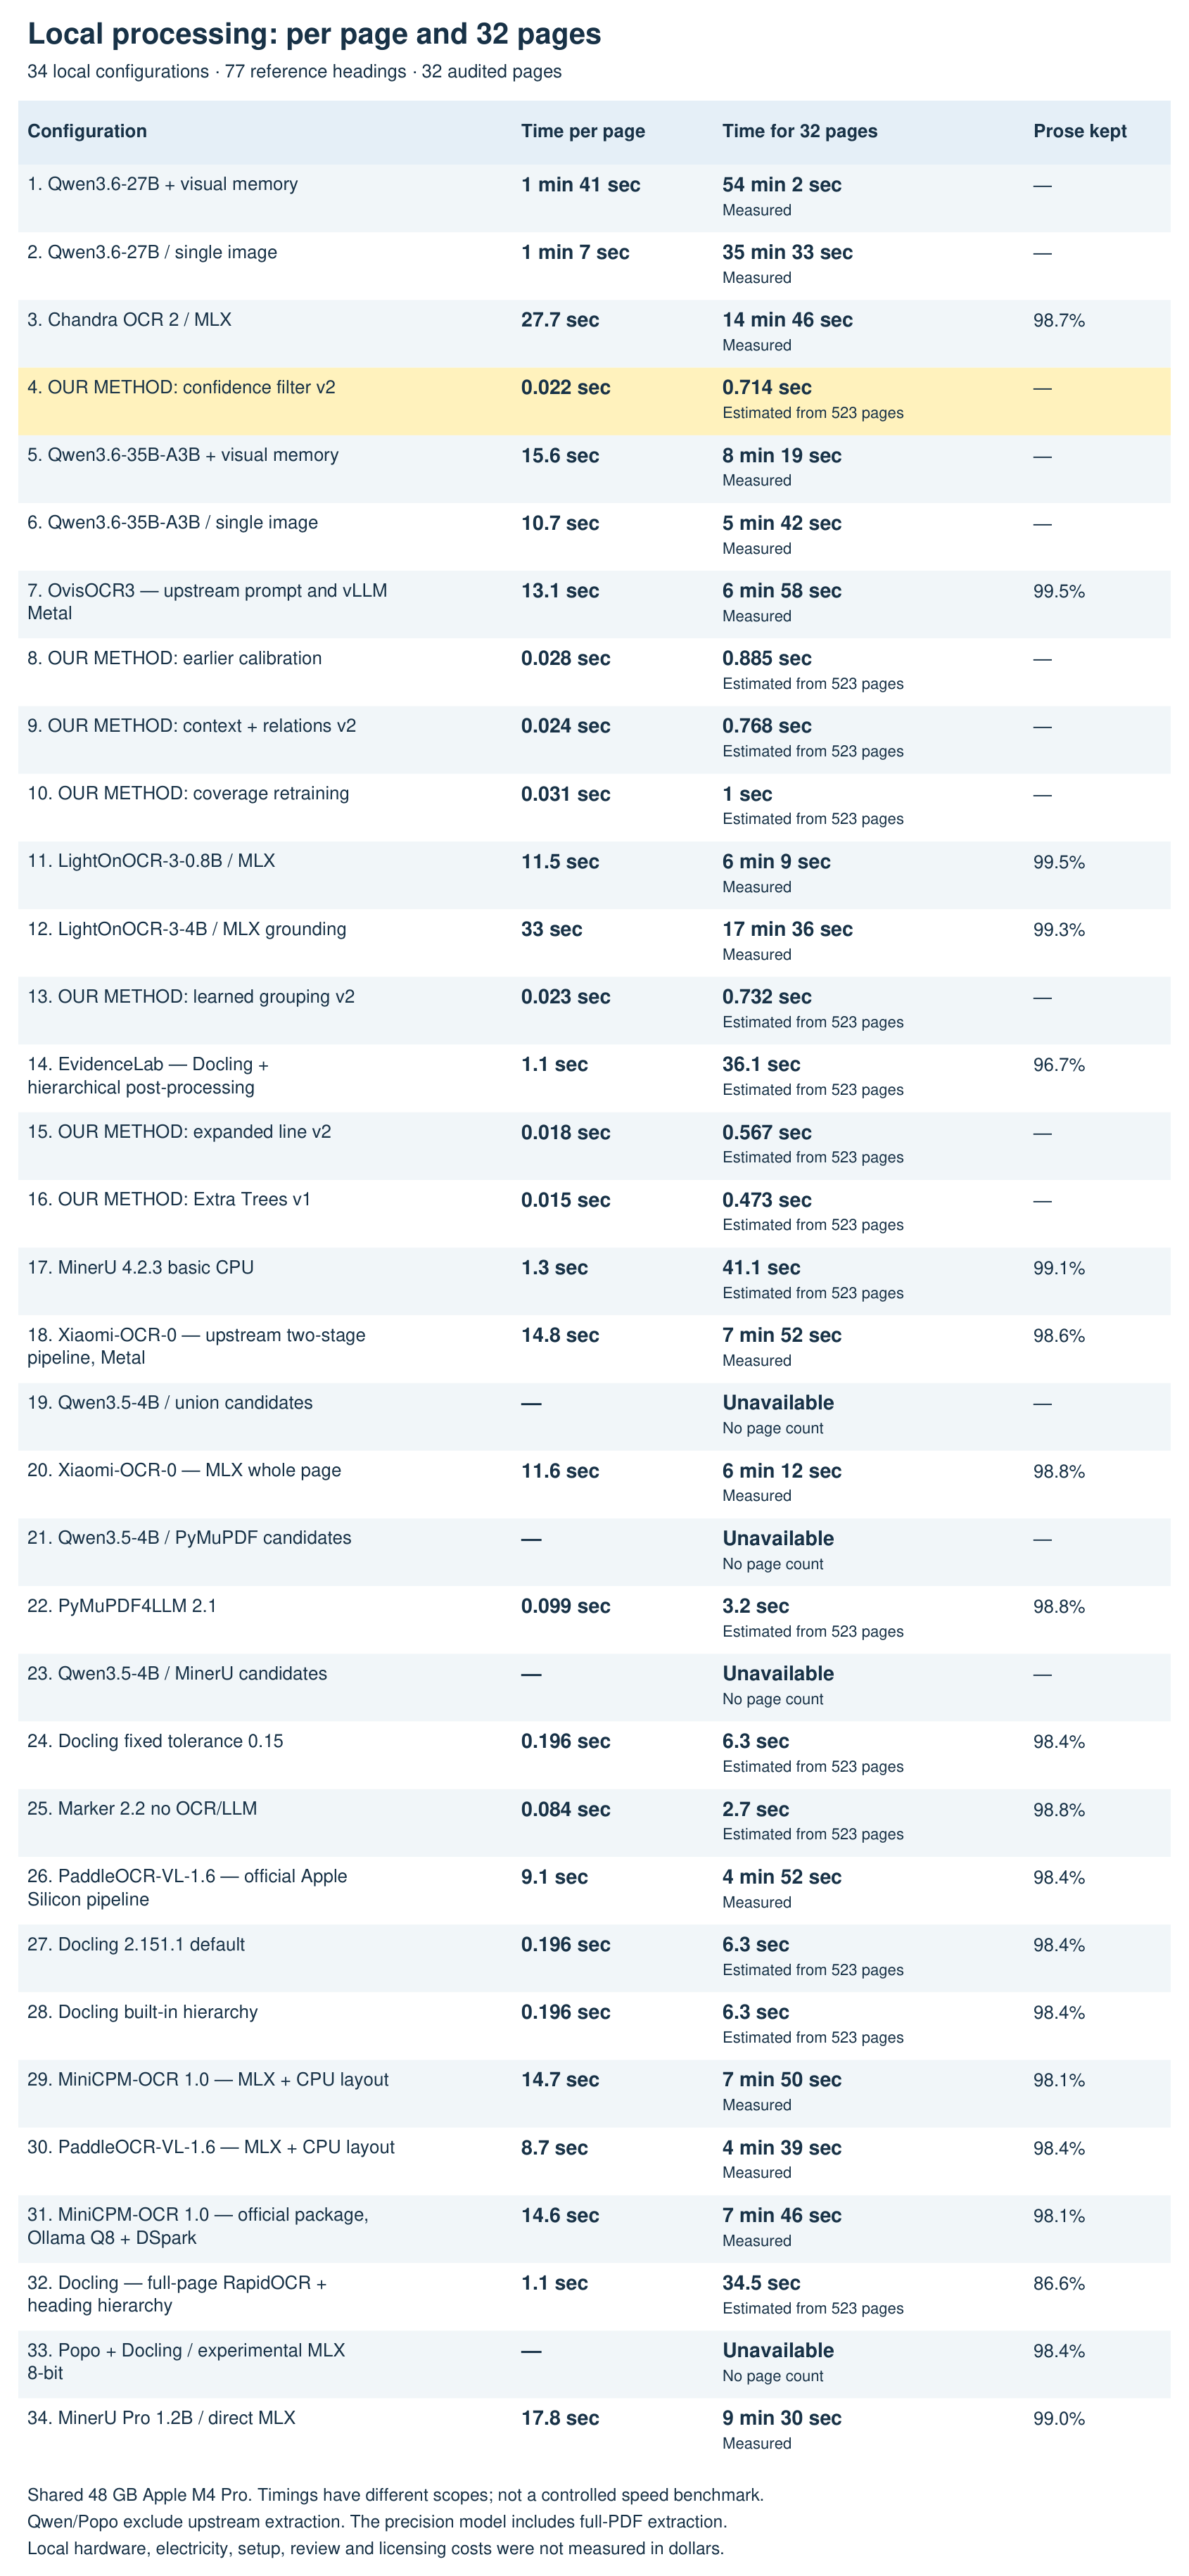 Local processing: per page and 32 pages
34 local configurations · 77 reference headings · 32 audited pages
Configuration Time per page Time for 32 pages Prose kept
1. Qwen3.6-27B + visual memory 1 min 41 sec 54 min 2 sec —
Measured
2. Qwen3.6-27B / single image 1 min 7 sec 35 min 33 sec —
Measured
3. Chandra OCR 2 / MLX 27.7 sec 14 min 46 sec 98.7%
Measured
4. OUR METHOD: confidence filter v2 0.022 sec 0.714 sec —
Estimated from 523 pages
5. Qwen3.6-35B-A3B + visual memory 15.6 sec 8 min 19 sec —
Measured
6. Qwen3.6-35B-A3B / single image 10.7 sec 5 min 42 sec —
Measured
7. OvisOCR3 — upstream prompt and vLLM 13.1 sec 6 min 58 sec 99.5%
Metal Measured
8. OUR METHOD: earlier calibration 0.028 sec 0.885 sec —
Estimated from 523 pages
9. OUR METHOD: context + relations v2 0.024 sec 0.768 sec —
Estimated from 523 pages
10. OUR METHOD: coverage retraining 0.031 sec 1 sec —
Estimated from 523 pages
11. LightOnOCR-3-0.8B / MLX 11.5 sec 6 min 9 sec 99.5%
Measured
12. LightOnOCR-3-4B / MLX grounding 33 sec 17 min 36 sec 99.3%
Measured
13. OUR METHOD: learned grouping v2 0.023 sec 0.732 sec —
Estimated from 523 pages
14. EvidenceLab — Docling + 1.1 sec 36.1 sec 96.7%
hierarchical post-processing Estimated from 523 pages
15. OUR METHOD: expanded line v2 0.018 sec 0.567 sec —
Estimated from 523 pages
16. OUR METHOD: Extra Trees v1 0.015 sec 0.473 sec —
Estimated from 523 pages
17. MinerU 4.2.3 basic CPU 1.3 sec 41.1 sec 99.1%
Estimated from 523 pages
18. Xiaomi-OCR-0 — upstream two-stage 14.8 sec 7 min 52 sec 98.6%
pipeline, Metal Measured
19. Qwen3.5-4B / union candidates — Unavailable —
No page count
20. Xiaomi-OCR-0 — MLX whole page 11.6 sec 6 min 12 sec 98.8%
Measured
21. Qwen3.5-4B / PyMuPDF candidates — Unavailable —
No page count
22. PyMuPDF4LLM 2.1 0.099 sec 3.2 sec 98.8%
Estimated from 523 pages
23. Qwen3.5-4B / MinerU candidates — Unavailable —
No page count
24. Docling fixed tolerance 0.15 0.196 sec 6.3 sec 98.4%
Estimated from 523 pages
25. Marker 2.2 no OCR/LLM 0.084 sec 2.7 sec 98.8%
Estimated from 523 pages
26. PaddleOCR-VL-1.6 — official Apple 9.1 sec 4 min 52 sec 98.4%
Silicon pipeline Measured
27. Docling 2.151.1 default 0.196 sec 6.3 sec 98.4%
Estimated from 523 pages
28. Docling built-in hierarchy 0.196 sec 6.3 sec 98.4%
Estimated from 523 pages
29. MiniCPM-OCR 1.0 — MLX + CPU layout 14.7 sec 7 min 50 sec 98.1%
Measured
30. PaddleOCR-VL-1.6 — MLX + CPU layout 8.7 sec 4 min 39 sec 98.4%
Measured
31. MiniCPM-OCR 1.0 — official package, 14.6 sec 7 min 46 sec 98.1%
Ollama Q8 + DSpark Measured
32. Docling — full-page RapidOCR + 1.1 sec 34.5 sec 86.6%
heading hierarchy Estimated from 523 pages
33. Popo + Docling / experimental MLX — Unavailable 98.4%
8-bit No page count
34. MinerU Pro 1.2B / direct MLX 17.8 sec 9 min 30 sec 99.0%
Measured
Shared 48 GB Apple M4 Pro. Timings have different scopes; not a controlled speed benchmark.
Qwen/Popo exclude upstream extraction. The precision model includes full-PDF extraction.
Local hardware, electricity, setup, review and licensing costs were not measured in dollars.